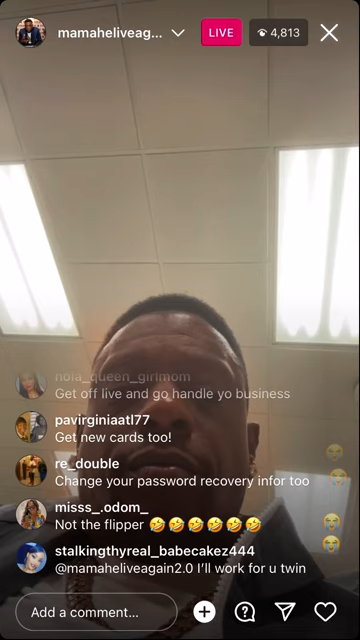 mamaheliveag...
LIVE
4,813
nola_queen_girlmom
Get off live and go handle yo business
pavirginiaatl77
Get new cards too!
re_double
Change your password recovery infor too
misss_.odom_
Not the flipper 🤣🤣🤣🤣🤣🤣
stalkingthyreal_babecakez444
@mamaheliveagain2.0 I’ll work for u twin
Add a comment...